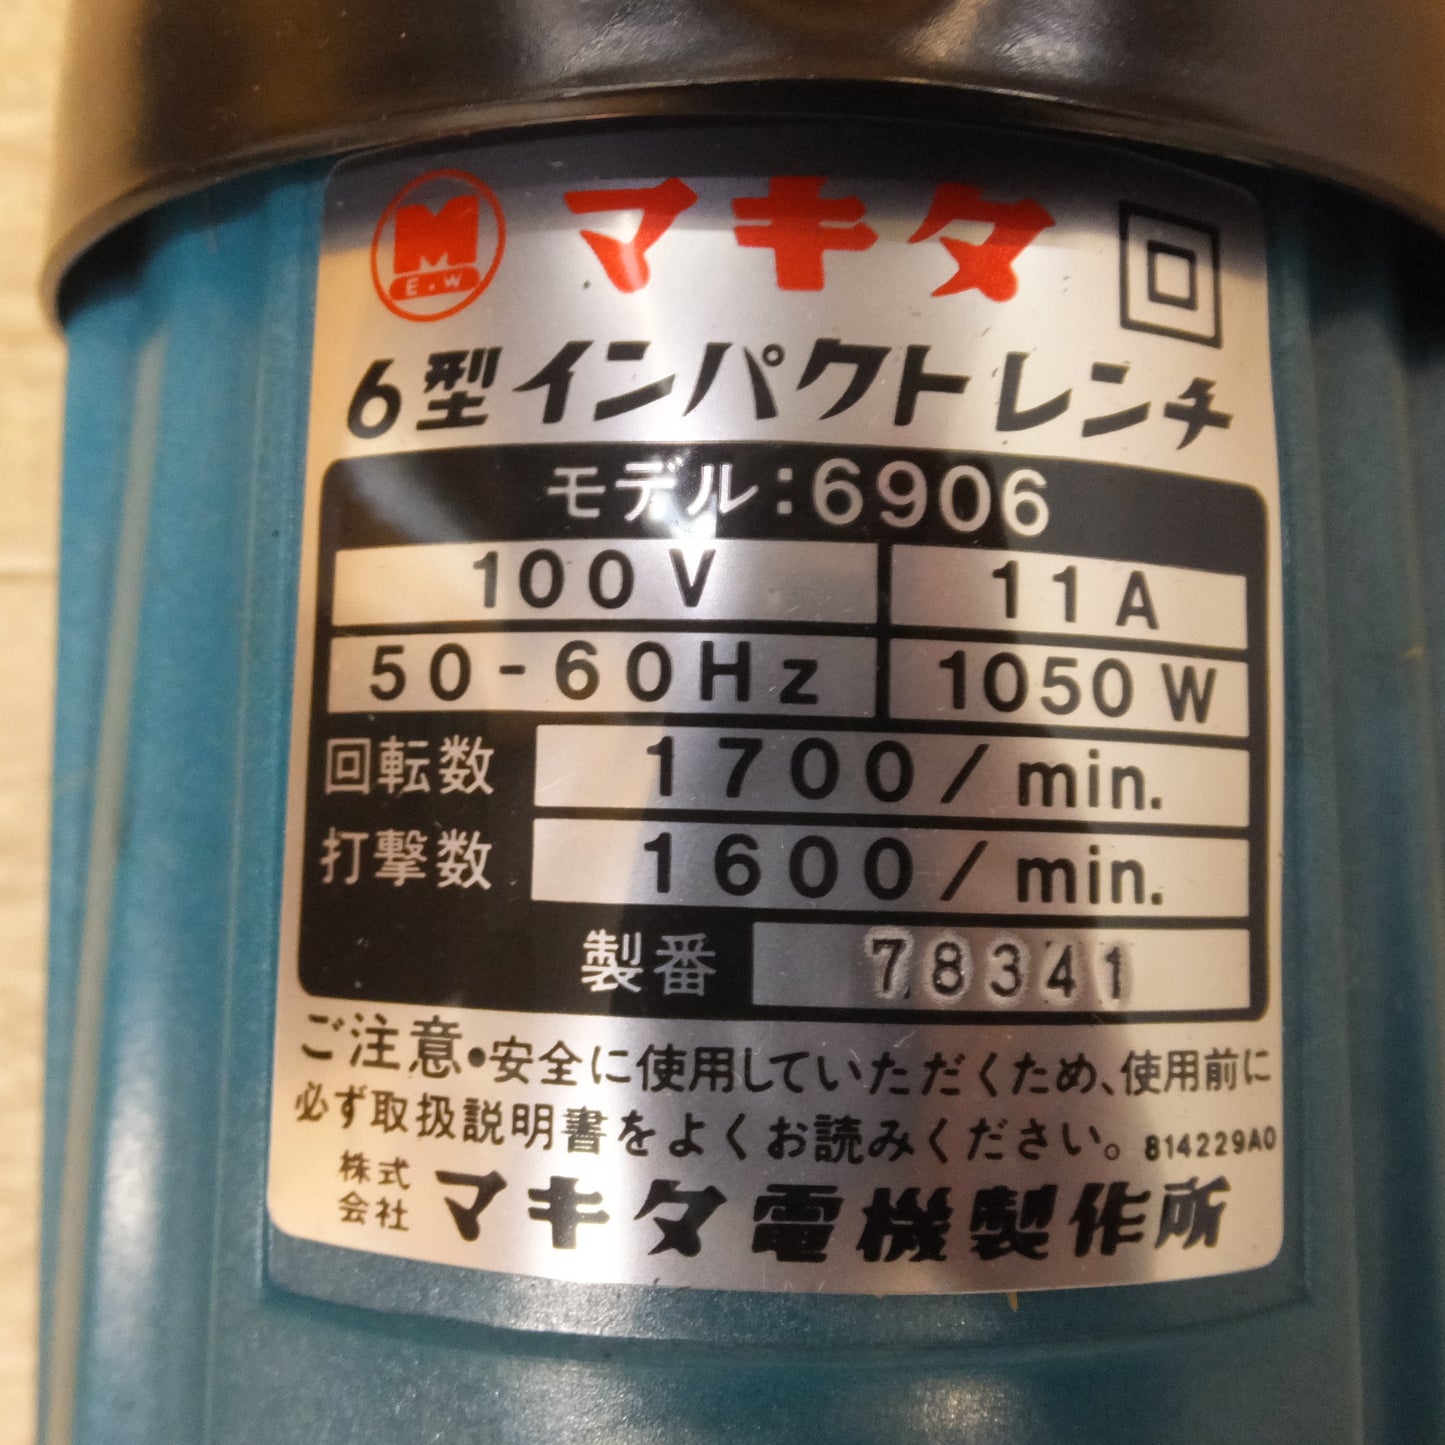 M
E.W
マキタ
6型インパクトレンチ
モデル:6906
100V 11A
50-60Hz 1050W
回転数 1700/min.
打撃数 1600/min.
製番 78341
ご注意•安全に使用していただくため、使用前に
必ず取扱説明書をよくお読みください。814229A0
株式会社 マキタ電機製作所